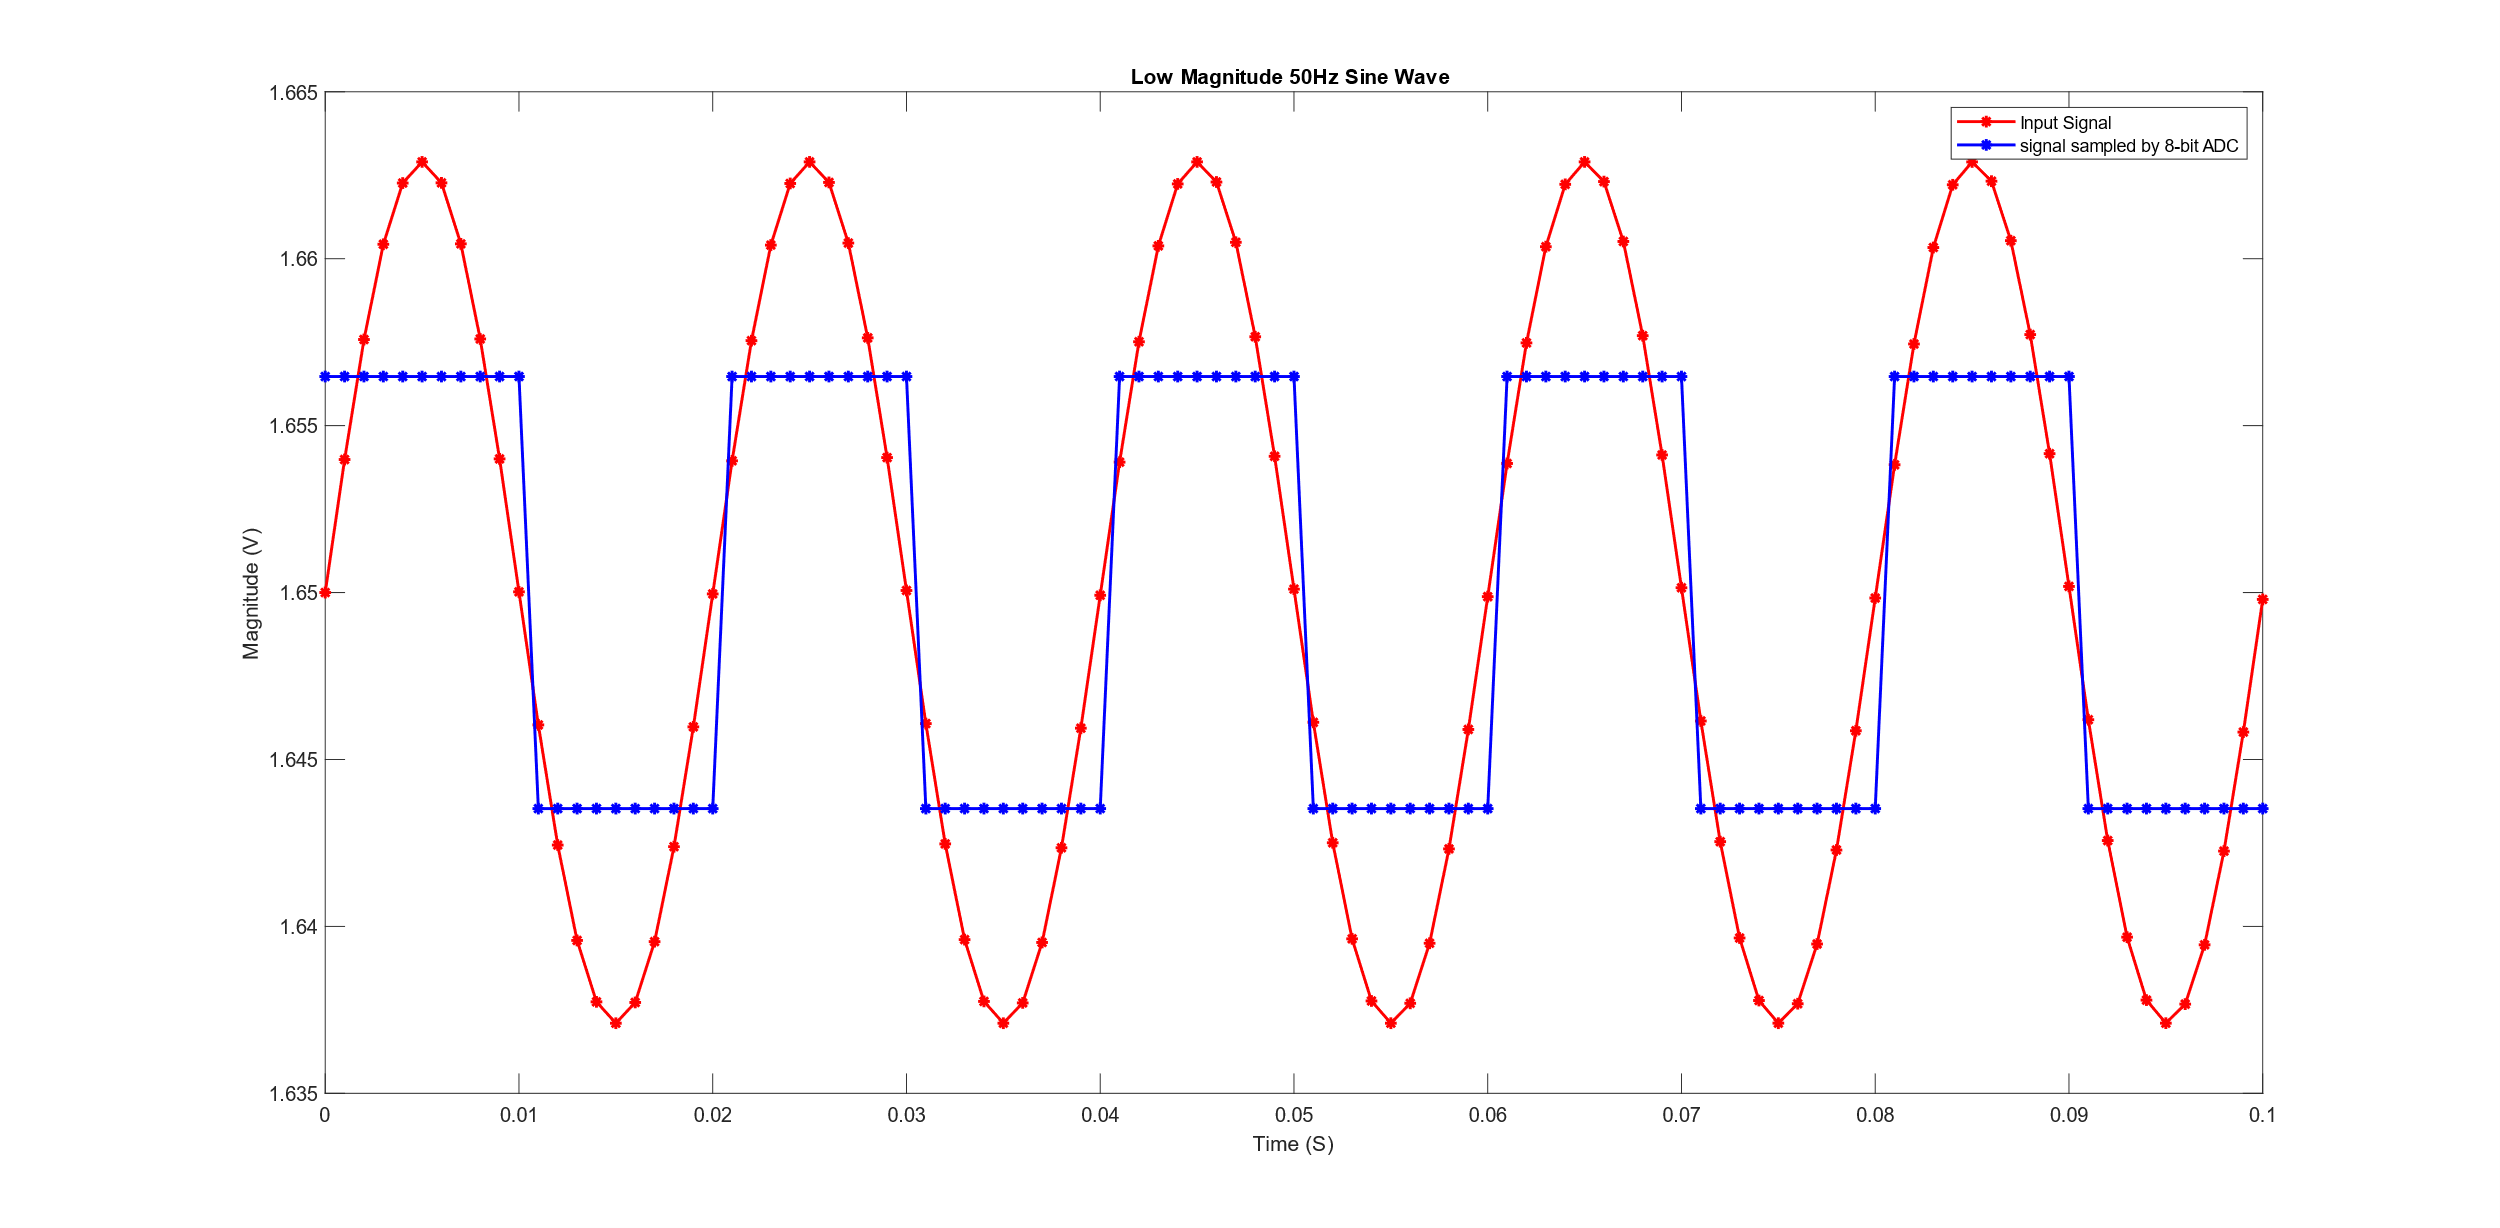 Low Magnitude 50Hz Sine Wave
Input Signal
signal sampled by 8-bit ADC
1.665
1.66
1.655
1.65
1.645
1.64
1.635
Magnitude (V)
0 0.01 0.02 0.03 0.04 0.05 0.06 0.07 0.08 0.09 0.1
Time (S)